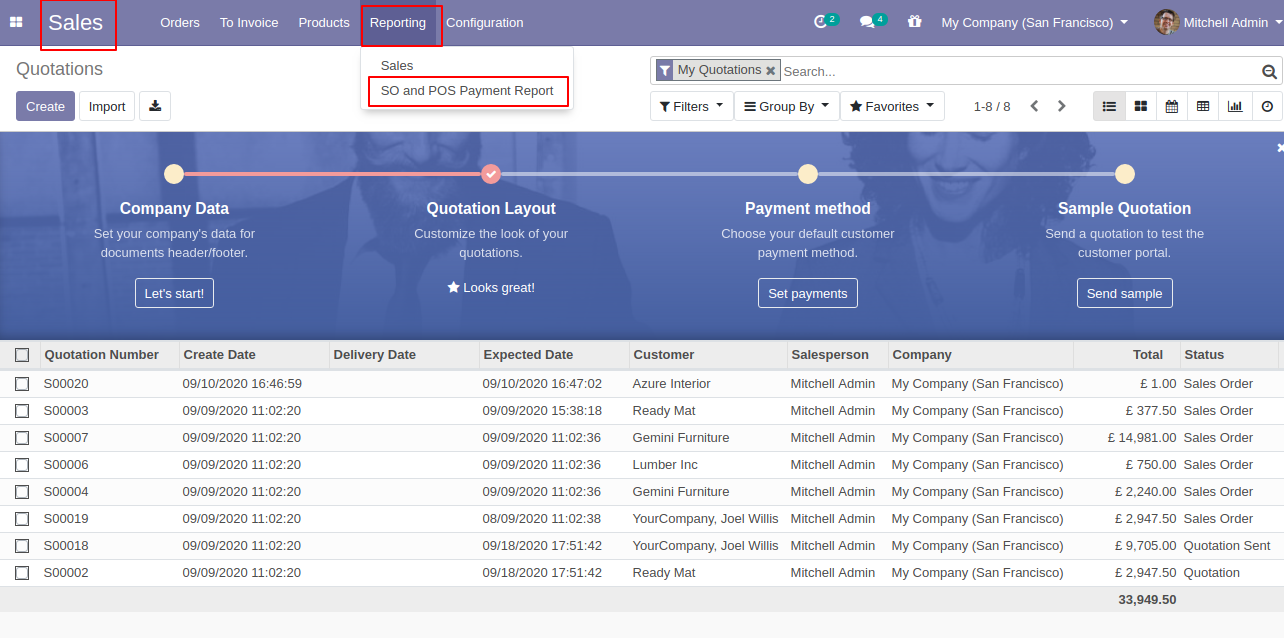 Sales Orders To Invoice Products Reporting Configuration 2 4 My Company (San Francisco) Mitchell Admin
Quotations
Sales
SO and POS Payment Report
My Quotations Search...
Create Import
Filters Group By Favorites 1-8 / 8
Company Data
Set your company's data for
documents header/footer.
Let's start!
Quotation Layout
Customize the look of your
quotations.
Looks great!
Payment method
Choose your default customer
payment method.
Set payments
Sample Quotation
Send a quotation to test the
customer portal.
Send sample
Quotation Number Create Date Delivery Date Expected Date Customer Salesperson Company Total Status
S00020 09/10/2020 16:46:59 09/10/2020 16:47:02 Azure Interior Mitchell Admin My Company (San Francisco) £ 1.00 Sales Order
S00003 09/09/2020 11:02:20 09/09/2020 15:38:18 Ready Mat Mitchell Admin My Company (San Francisco) £ 377.50 Sales Order
S00007 09/09/2020 11:02:20 09/09/2020 11:02:36 Gemini Furniture Mitchell Admin My Company (San Francisco) £ 14,981.00 Sales Order
S00006 09/09/2020 11:02:20 09/09/2020 11:02:36 Lumber Inc Mitchell Admin My Company (San Francisco) £ 750.00 Sales Order
S00004 09/09/2020 11:02:20 09/09/2020 11:02:36 Gemini Furniture Mitchell Admin My Company (San Francisco) £ 2,240.00 Sales Order
S00019 09/09/2020 11:02:20 08/09/2020 11:02:38 YourCompany, Joel Willis Mitchell Admin My Company (San Francisco) £ 2,947.50 Sales Order
S00018 09/09/2020 11:02:20 09/18/2020 17:51:42 YourCompany, Joel Willis Mitchell Admin My Company (San Francisco) £ 9,705.00 Quotation Sent
S00002 09/09/2020 11:02:20 09/18/2020 17:51:42 Ready Mat Mitchell Admin My Company (San Francisco) £ 2,947.50 Quotation
33,949.50